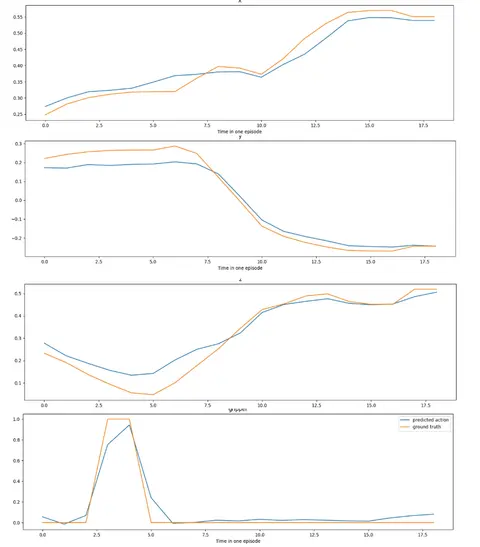 x
0.55
0.50
0.45
0.40
0.35
0.30
0.25
0.0 2.5 5.0 7.5 10.0 12.5 15.0 17.5
Time in one episode
y
0.3
0.2
0.1
0.0
−0.1
−0.2
0.0 2.5 5.0 7.5 10.0 12.5 15.0 17.5
Time in one episode
z
0.5
0.4
0.3
0.2
0.1
0.0 2.5 5.0 7.5 10.0 12.5 15.0 17.5
gripper
1.0
predicted action
ground truth
0.8
0.6
0.4
0.2
0.0
0.0 2.5 5.0 7.5 10.0 12.5 15.0 17.5
Time in one episode